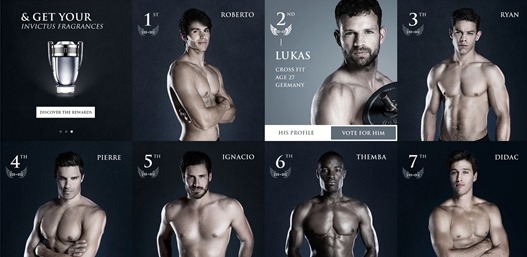 & GET YOUR
INVICTUS FRAGRANCES
DISCOVER THE REWARDS
1ST
ROBERTO
2ND
LUKAS
CROSS FIT
AGE 27
GERMANY
HIS PROFILE
VOTE FOR HIM
3TH
RYAN
4TH
PIERRE
5TH
IGNACIO
6TH
THEMBA
7TH
DIDAC